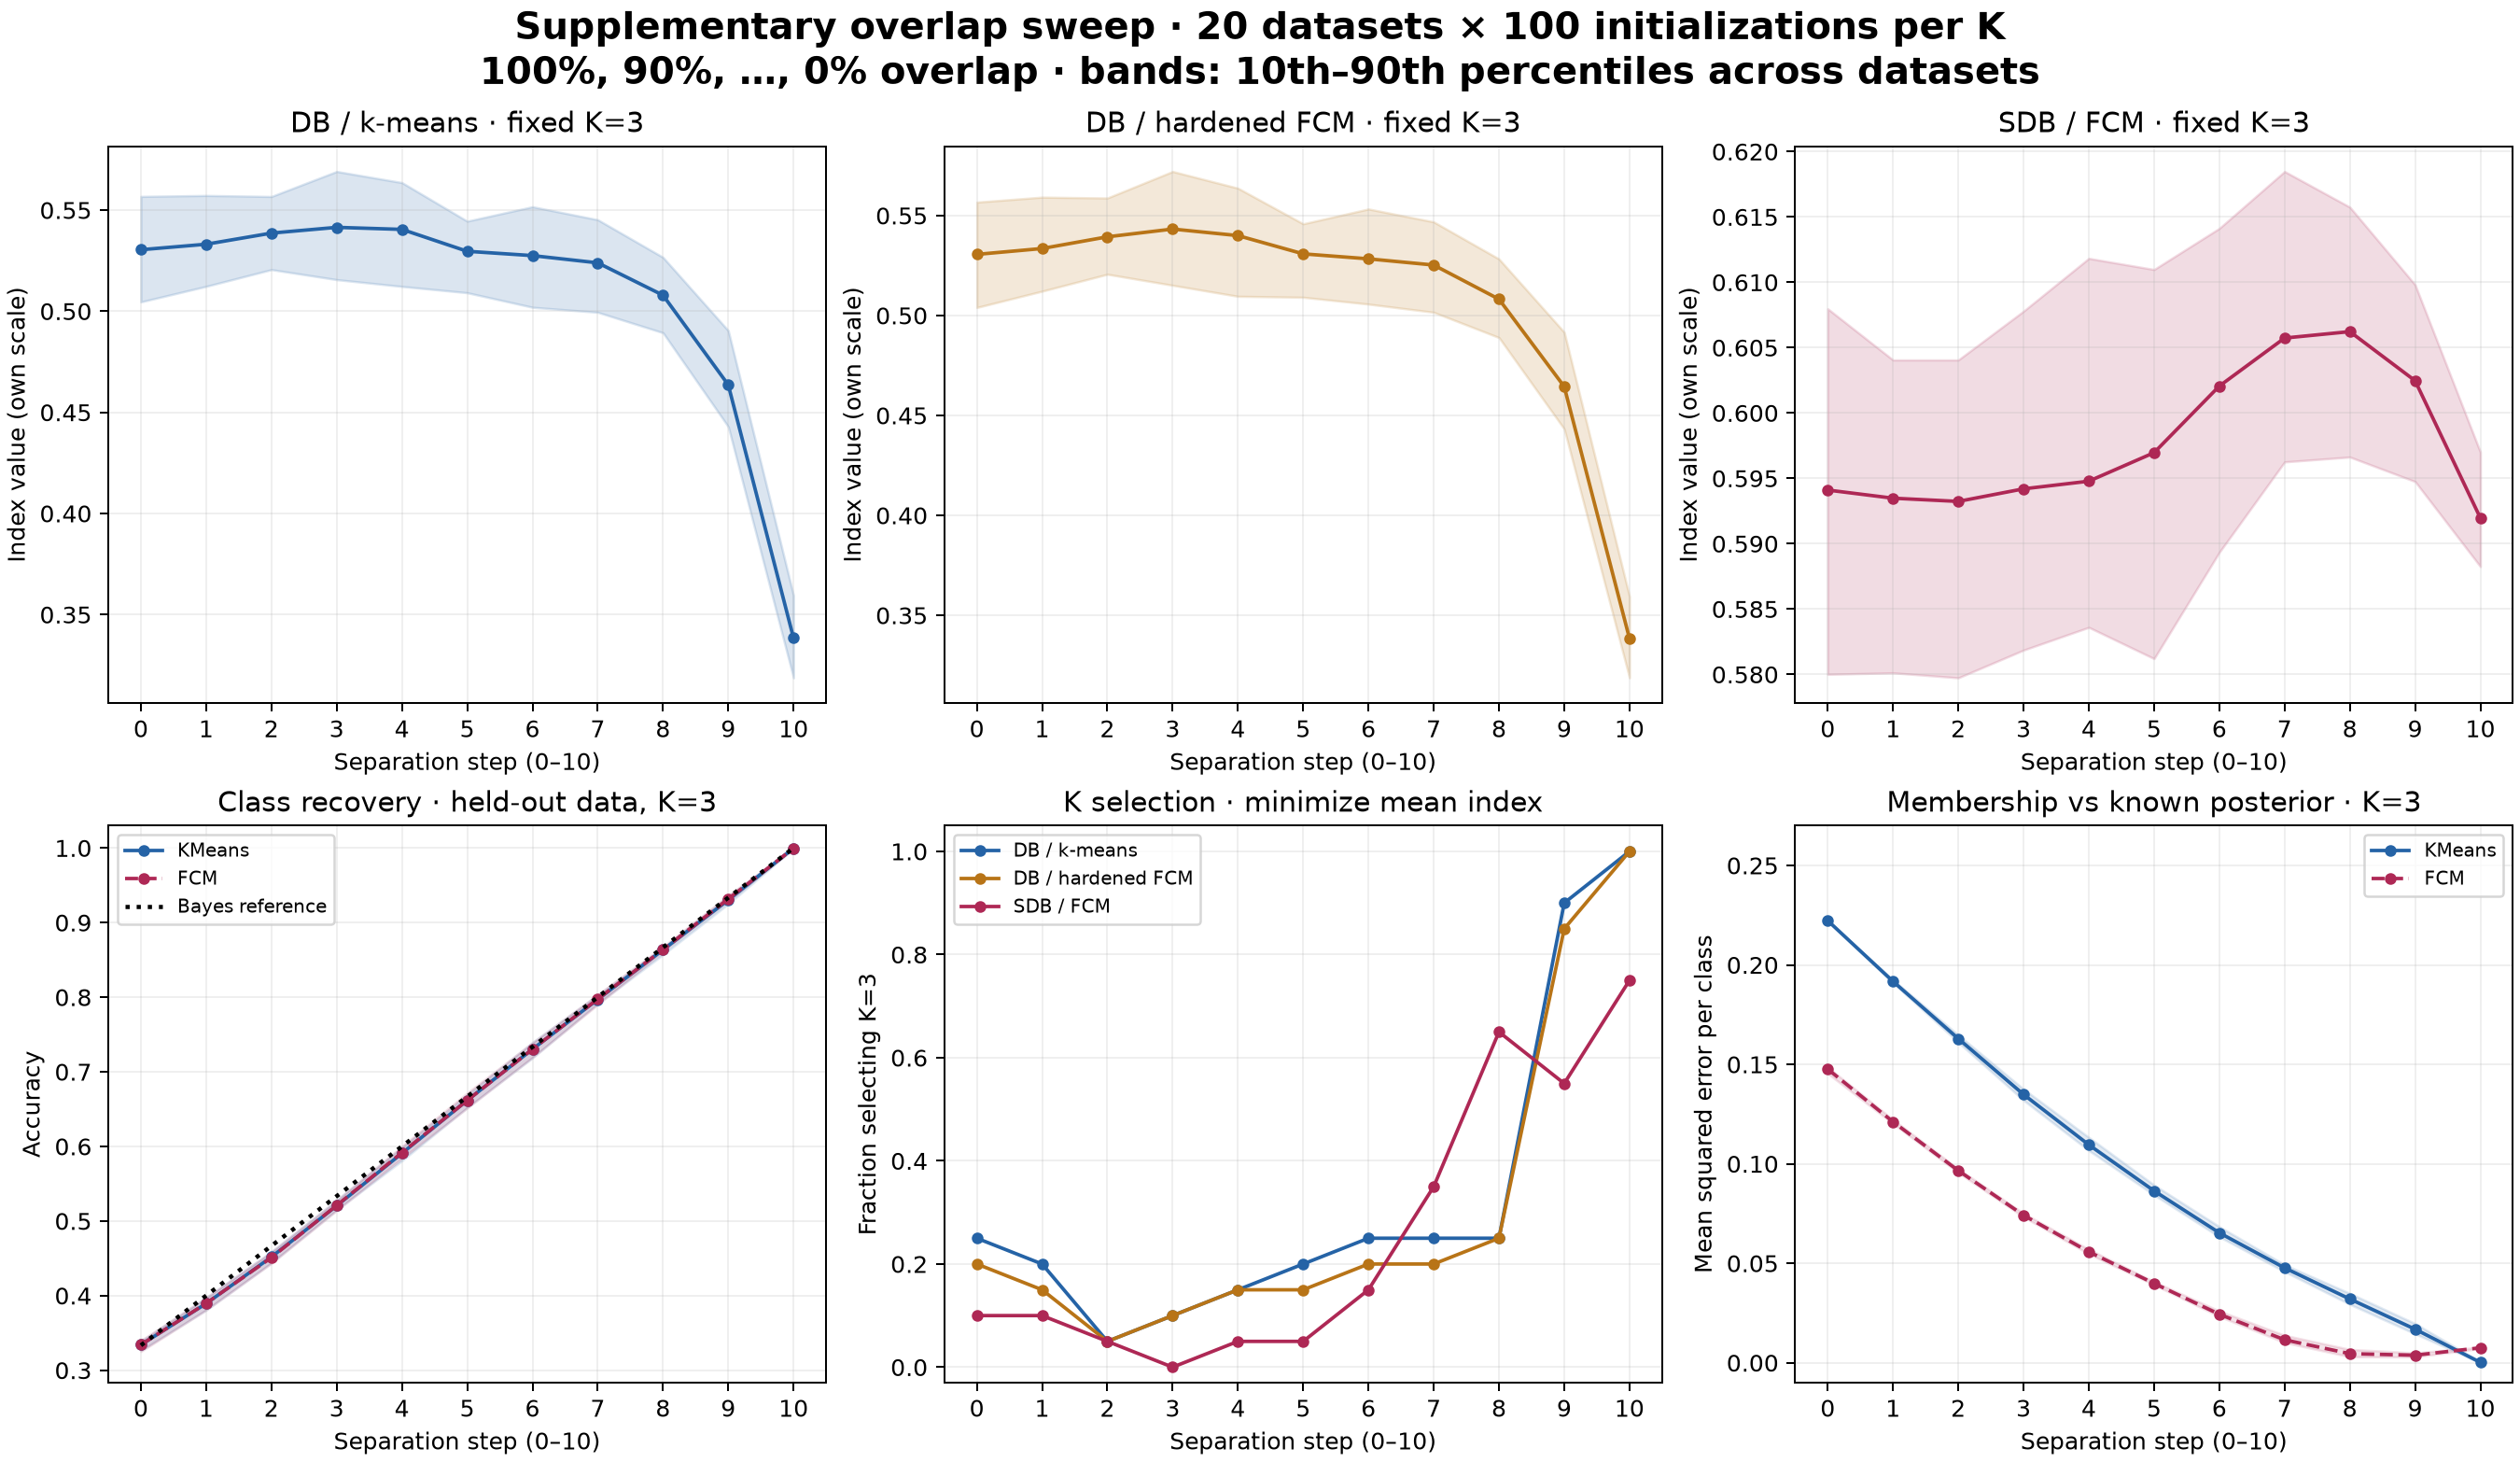 Supplementary overlap sweep · 20 datasets × 100 initializations per K
100%, 90%, ..., 0% overlap · bands: 10th–90th percentiles across datasets
DB / k-means · fixed K=3
Index value (own scale)
0.55
0.50
0.45
0.40
0.35
0 1 2 3 4 5 6 7 8 9 10
Separation step (0–10)
DB / hardened FCM · fixed K=3
Index value (own scale)
0.55
0.50
0.45
0.40
0.35
0 1 2 3 4 5 6 7 8 9 10
Separation step (0–10)
SDB / FCM · fixed K=3
Index value (own scale)
0.620
0.615
0.610
0.605
0.600
0.595
0.590
0.585
0.580
0 1 2 3 4 5 6 7 8 9 10
Separation step (0–10)
Class recovery · held-out data, K=3
Accuracy
1.0
0.9
0.8
0.7
0.6
0.5
0.4
0.3
KMeans
FCM
Bayes reference
0 1 2 3 4 5 6 7 8 9 10
Separation step (0–10)
K selection · minimize mean index
Fraction selecting K=3
1.0
0.8
0.6
0.4
0.2
0.0
DB / k-means
DB / hardened FCM
SDB / FCM
0 1 2 3 4 5 6 7 8 9 10
Separation step (0–10)
Membership vs known posterior · K=3
Mean squared error per class
0.25
0.20
0.15
0.10
0.05
0.00
KMeans
FCM
0 1 2 3 4 5 6 7 8 9 10
Separation step (0–10)